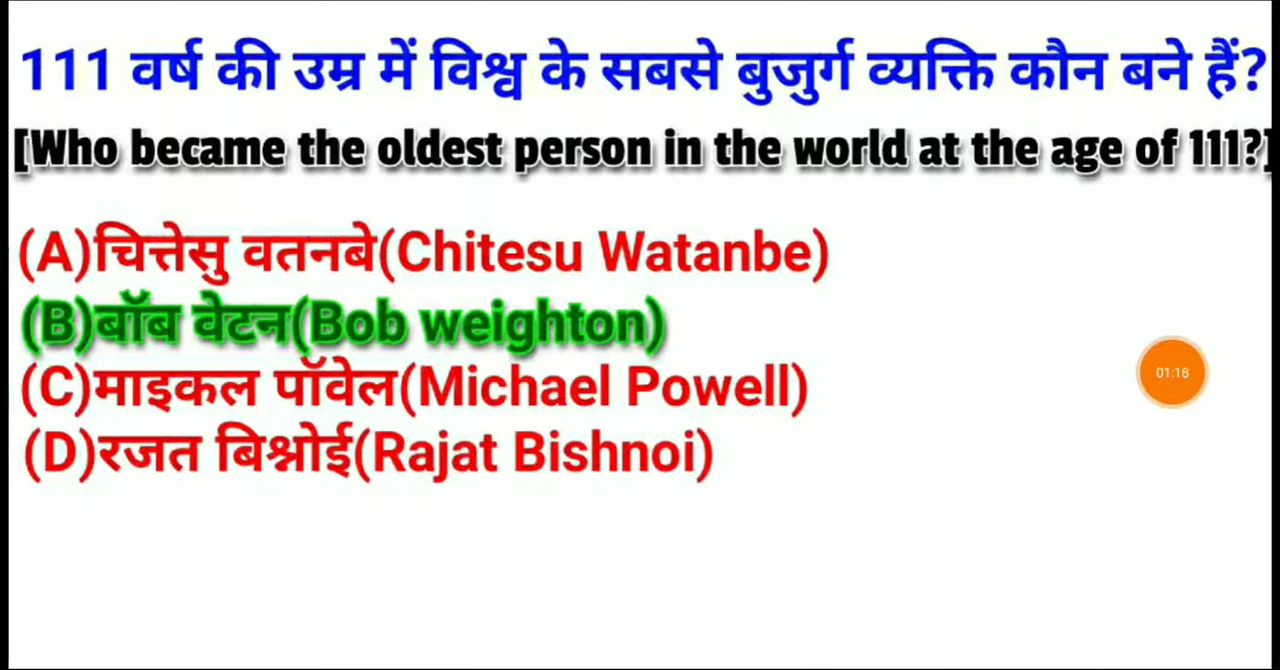 111 वर्ष की उम्र में विश्व के सबसे बुजुर्ग व्यक्ति कौन बने हैं?
[Who became the oldest person in the world at the age of 111?]
(A)चित्तेसु वतनबे(Chitesu Watanbe)
(B)बॉब वेटन(Bob weighton)
(C)माइकल पॉवेल(Michael Powell)
(D)रजत बिश्नोई(Rajat Bishnoi)
01:18